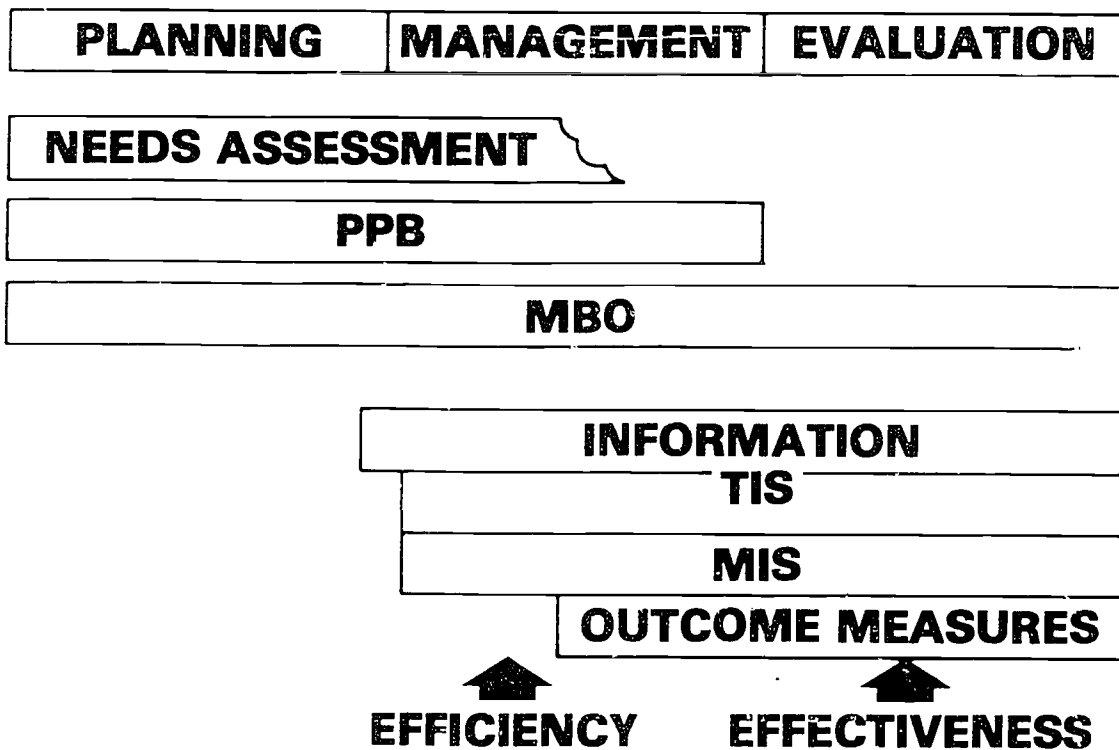 PLANNING MANAGEMENT EVALUATION
NEEDS ASSESSMENT
PPB
MBO
INFORMATION
TIS
MIS
OUTCOME MEASURES
EFFICIENCY EFFECTIVENESS